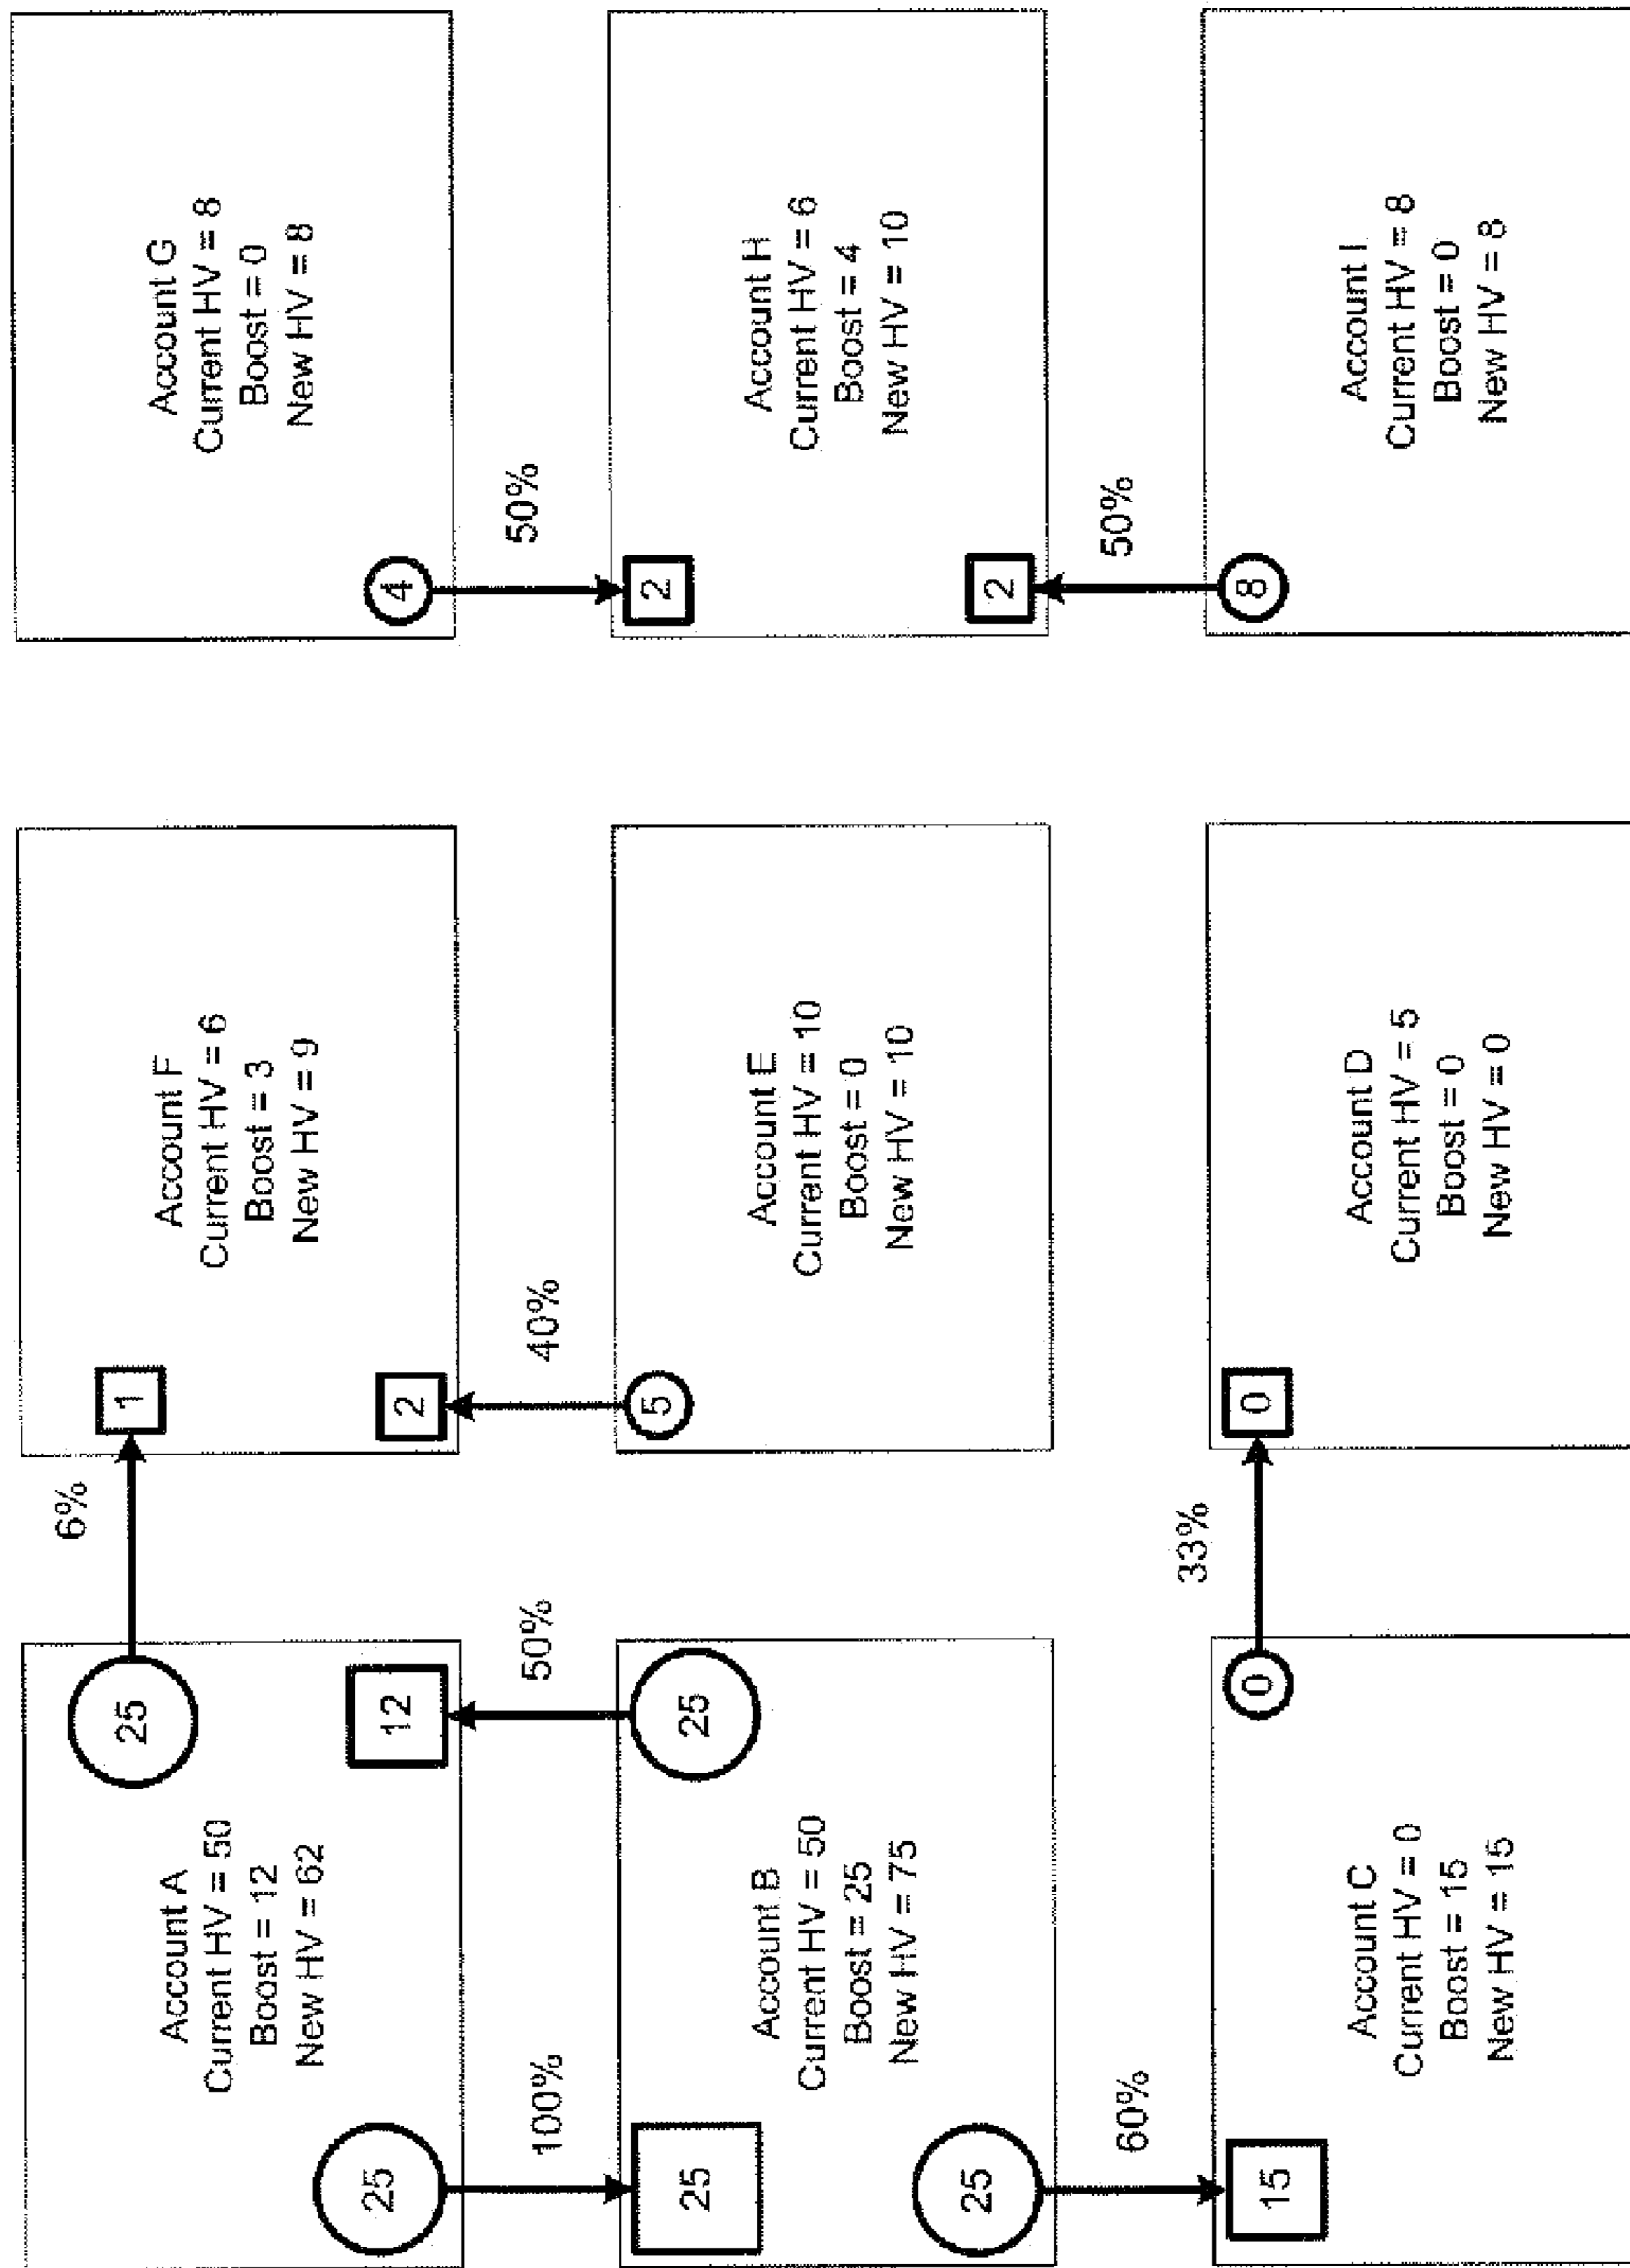 25
Account A
Current HV = 50
Boost = 12
New HV = 62
25
12
6%
1
Account F
Current HV = 6
Boost = 3
New HV = 9
2
Account G
Current HV = 8
Boost = 0
New HV = 8
4
100%
50%
40%
50%
25
Account B
Current HV = 50
Boost = 25
New HV = 75
25
25
5
Account E
Current HV = 10
Boost = 0
New HV = 10
2
Account H
Current HV = 6
Boost = 4
New HV = 10
2
60%
50%
15
Account C
Current HV = 0
Boost = 15
New HV = 15
0
33%
0
Account D
Current HV = 5
Boost = 0
New HV = 0
8
Account I
Current HV = 8
Boost = 0
New HV = 8